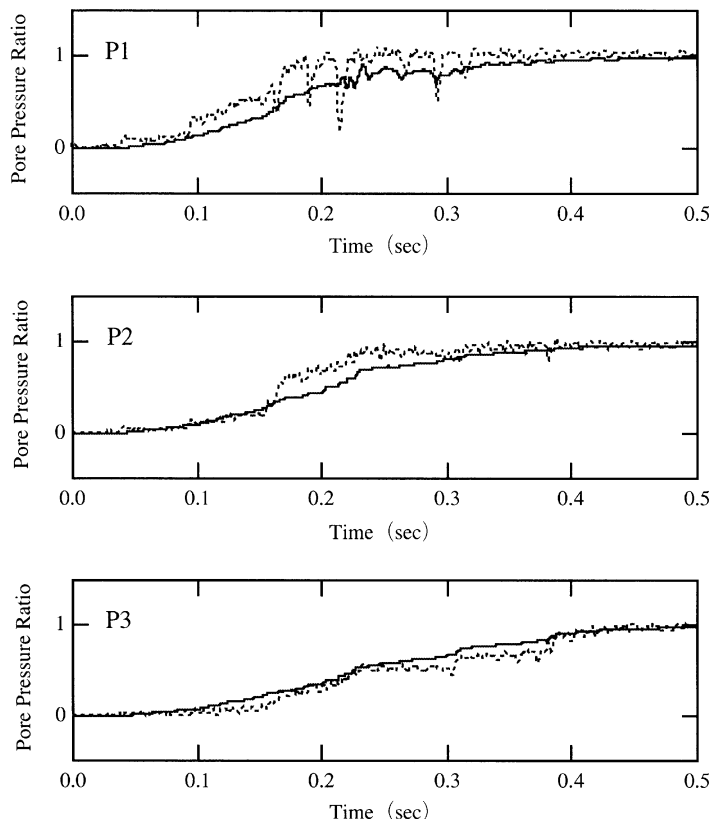 P1
Pore Pressure Ratio
1
0
0.0 0.1 0.2 0.3 0.4 0.5
Time (sec)
P2
Pore Pressure Ratio
1
0
0.0 0.1 0.2 0.3 0.4 0.5
Time (sec)
P3
Pore Pressure Ratio
1
0
0.0 0.1 0.2 0.3 0.4 0.5
Time (sec)